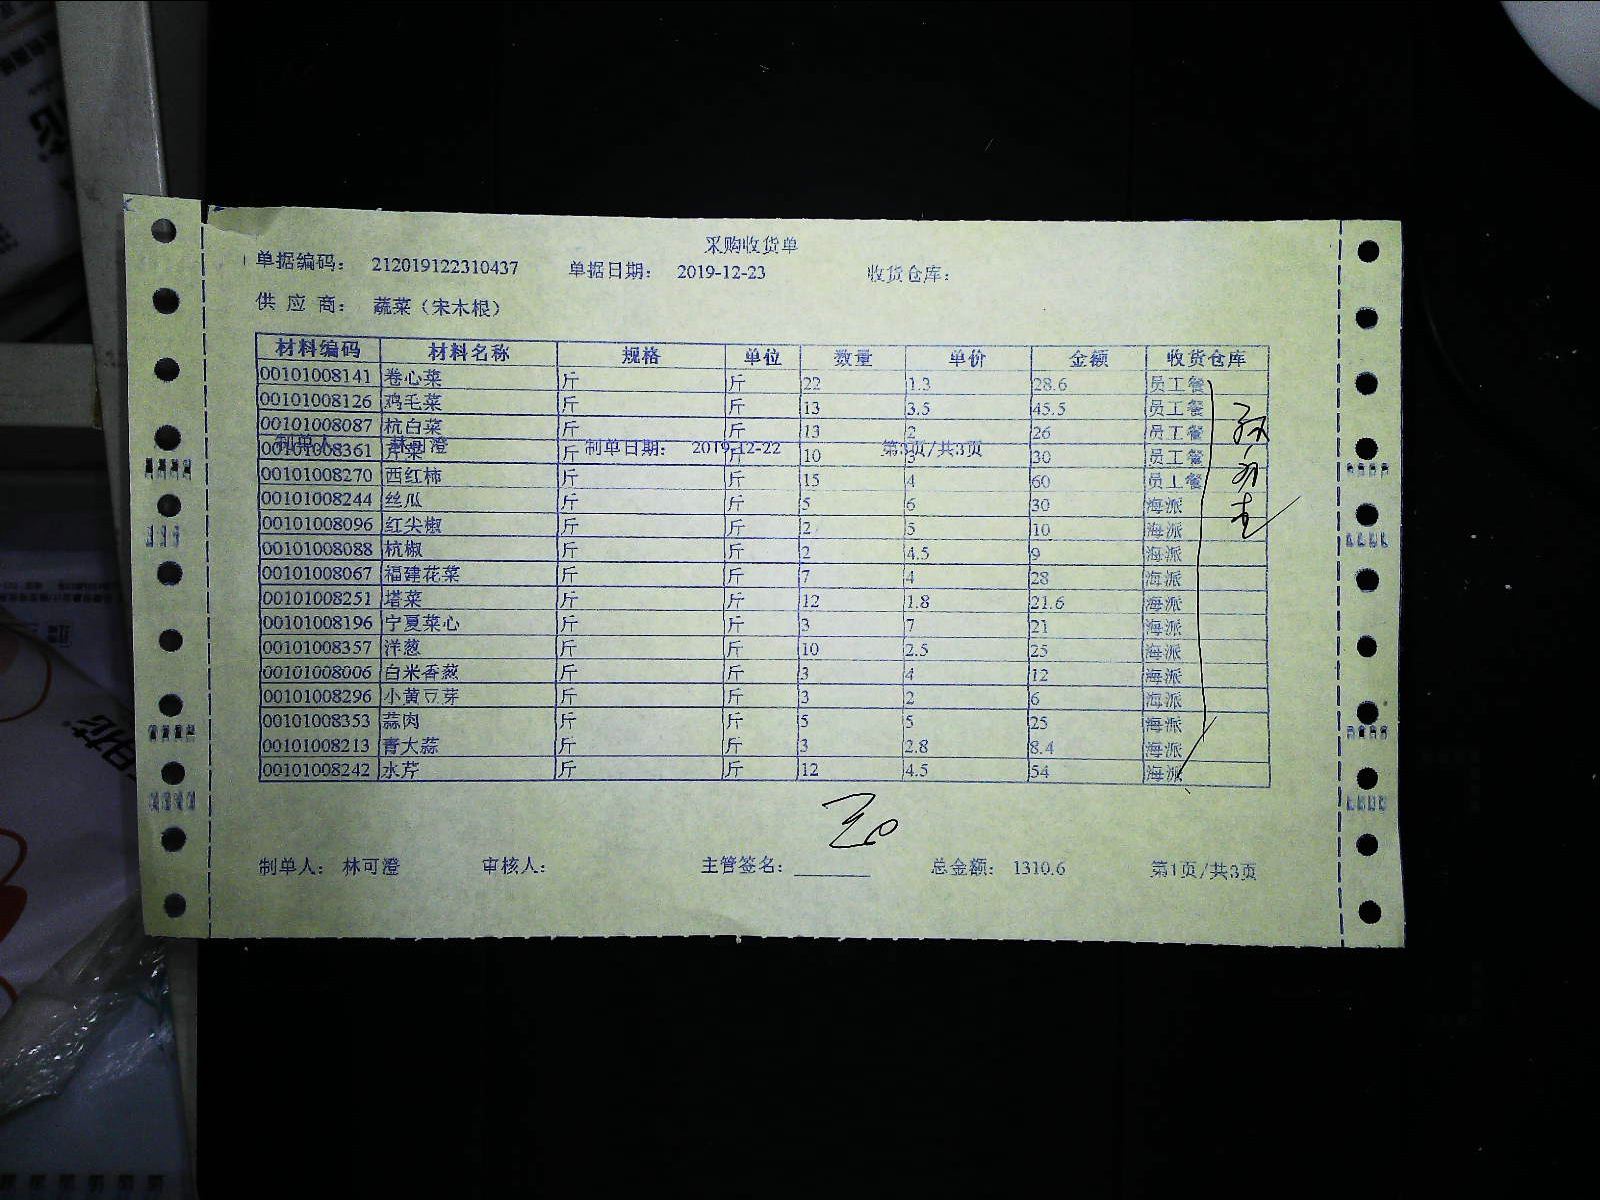 采购收货单
单据编码： 212019122310437 单据日期： 2019-12-23 收货仓库：
供 应 商： 蔬菜（宋木根）
材料编码 材料名称 规格 单位 数量 单价 金额 收货仓库
00101008141 卷心菜 斤 斤 22 1.3 28.6 员工餐
00101008126 鸡毛菜 斤 斤 13 3.5 45.5 员工餐
00101008087 杭白菜 斤 斤 13 2 26 员工餐
制单人： 林可澄 制单日期： 2019-12-22 第3页/共3页
00101008361 芹菜 斤 斤 10 3 30 员工餐
00101008270 西红柿 斤 斤 15 4 60 员工餐
00101008244 丝瓜 斤 斤 5 6 30 海派
00101008096 红尖椒 斤 斤 2 5 10 海派
00101008088 杭椒 斤 斤 2 4.5 9 海派
00101008067 福建花菜 斤 斤 7 4 28 海派
00101008251 塔菜 斤 斤 12 1.8 21.6 海派
00101008196 宁夏菜心 斤 斤 3 7 21 海派
00101008357 洋葱 斤 斤 10 2.5 25 海派
00101008006 白米香葱 斤 斤 3 4 12 海派
00101008296 小黄豆芽 斤 斤 3 2 6 海派
00101008353 蒜肉 斤 斤 5 5 25 海派
00101008213 青大蒜 斤 斤 3 2.8 8.4 海派
00101008242 水芹 斤 斤 12 4.5 54 海派
制单人： 林可澄 审核人： 主管签名： 总金额： 1310.6 第1页/共3页